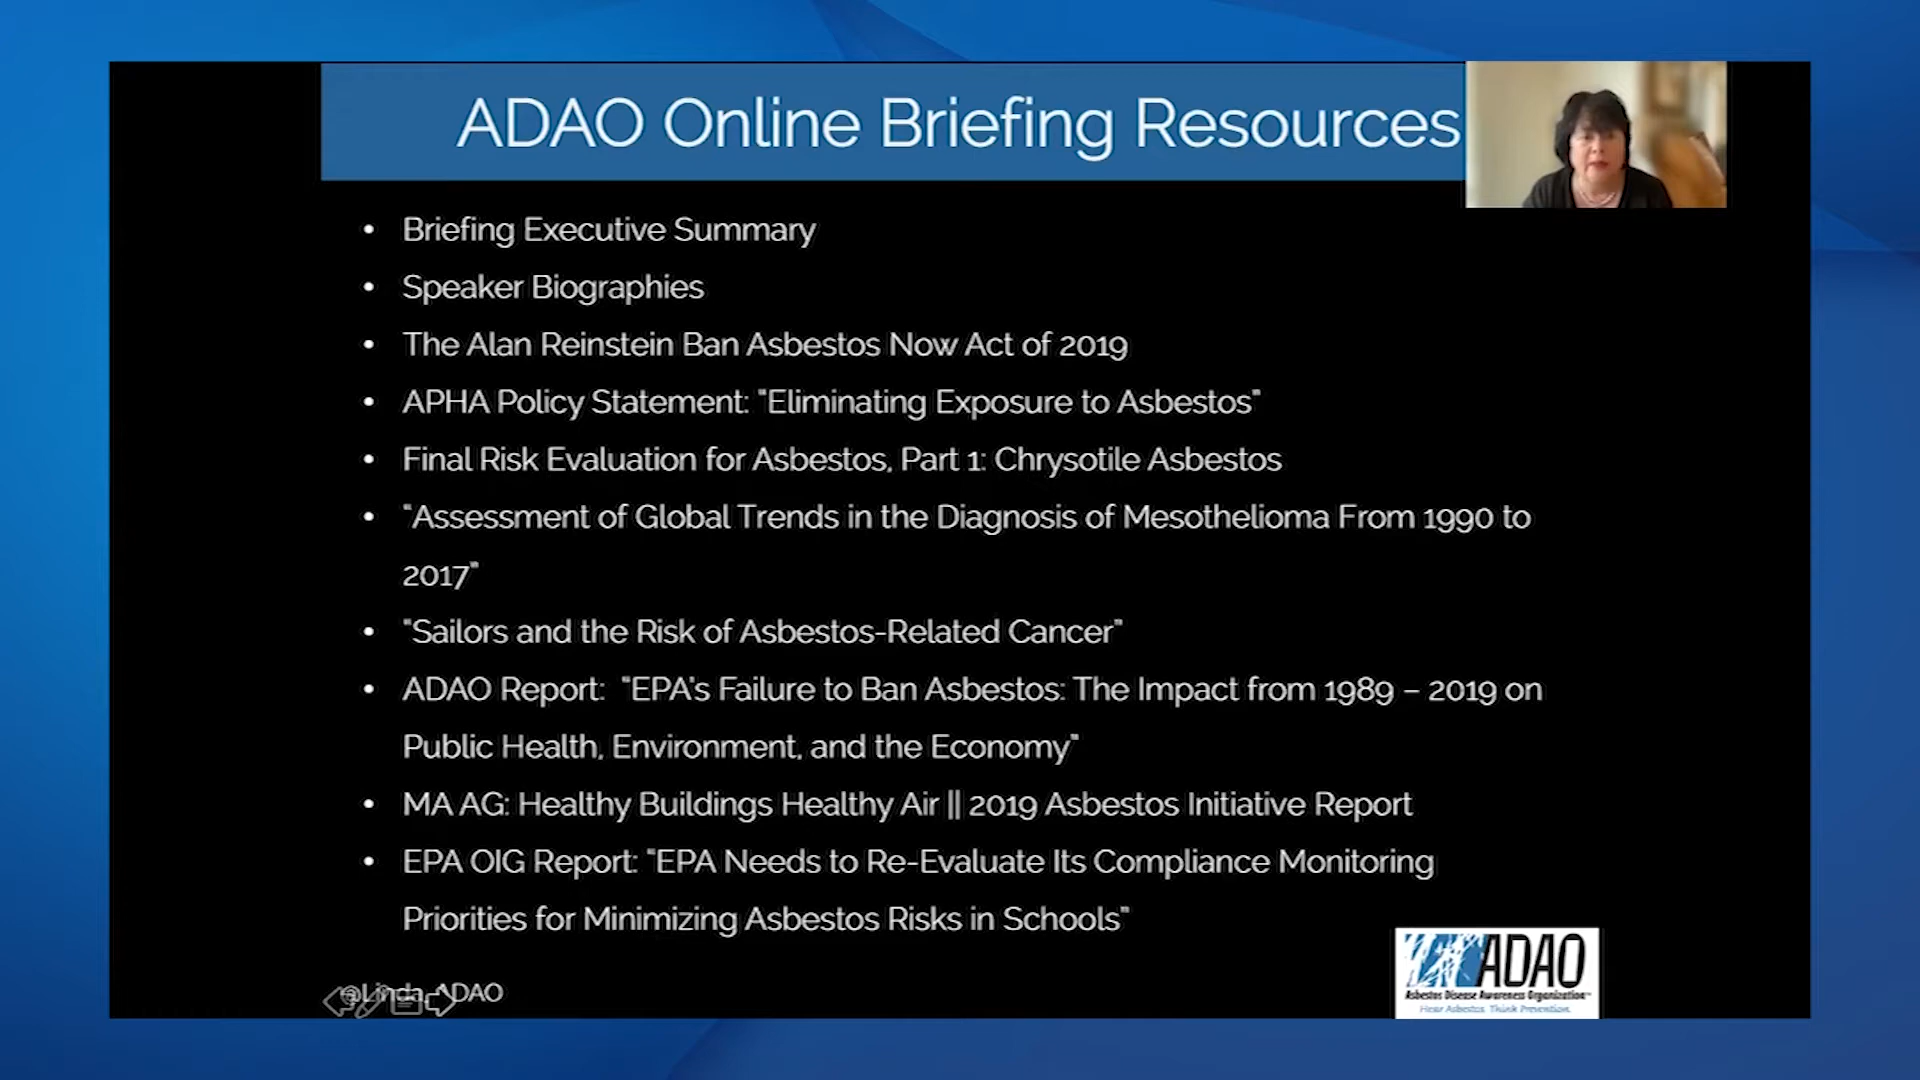 ADAO Online Briefing Resources
• Briefing Executive Summary
• Speaker Biographies
• The Alan Reinstein Ban Asbestos Now Act of 2019
• APHA Policy Statement: "Eliminating Exposure to Asbestos"
• Final Risk Evaluation for Asbestos, Part 1: Chrysotile Asbestos
• "Assessment of Global Trends in the Diagnosis of Mesothelioma From 1990 to
2017"
• "Sailors and the Risk of Asbestos-Related Cancer"
• ADAO Report: "EPA's Failure to Ban Asbestos: The Impact from 1989 – 2019 on
Public Health, Environment, and the Economy"
• MA AG: Healthy Buildings Healthy Air || 2019 Asbestos Initiative Report
• EPA OIG Report: "EPA Needs to Re-Evaluate Its Compliance Monitoring
Priorities for Minimizing Asbestos Risks in Schools"
@Linda_ADAO
ADAO
Asbestos Disease Awareness Organization™
Hear Asbestos. Think Prevention.